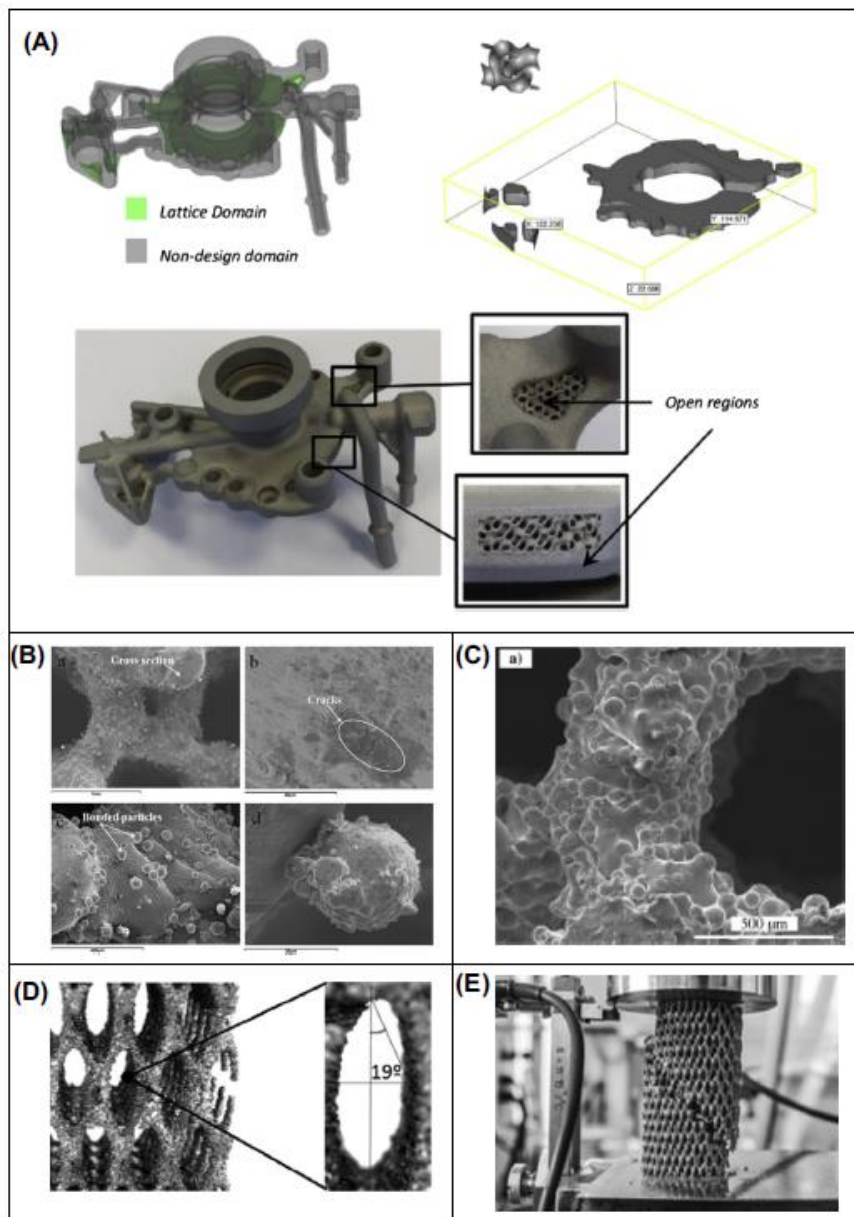 (A)
Lattice Domain
Non-design domain
Open regions
(B)
a
Cross section
b
Cracks
c
Bonded particles
d
(C)
a)
500 µm
(D)
19º
(E)